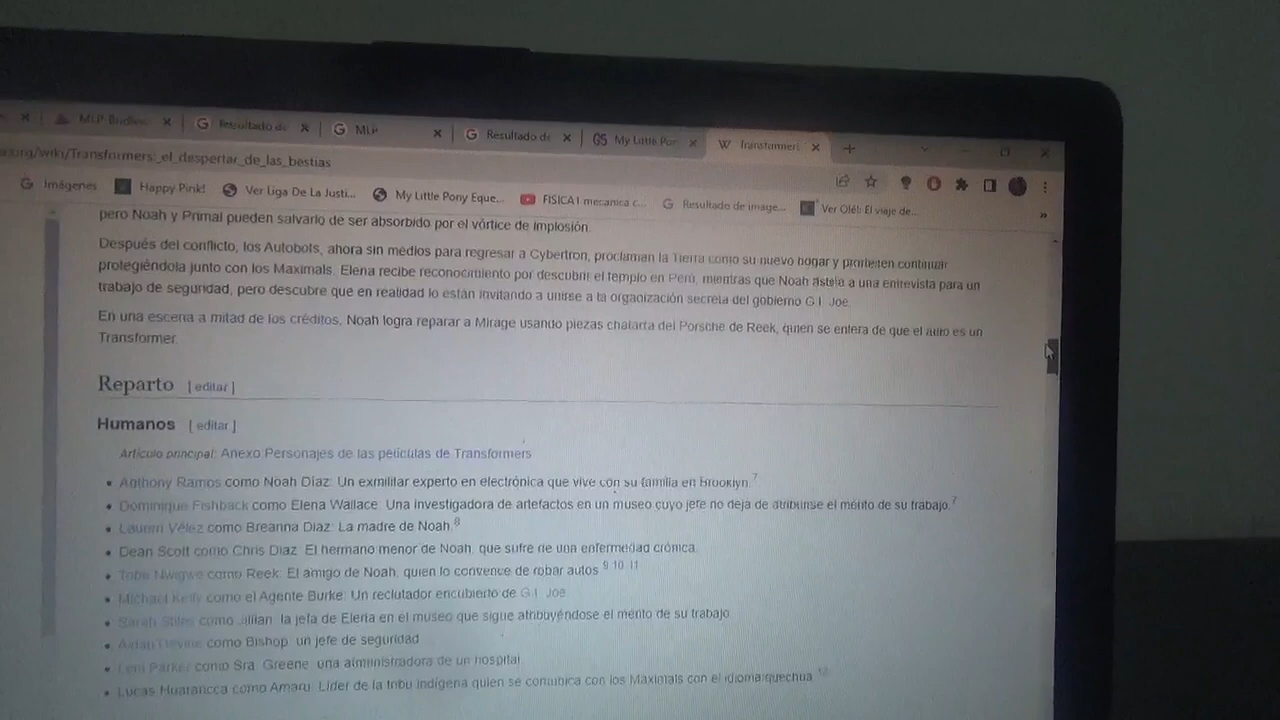 MLP Bridlew...
Resultado de
MLP
Resultado de
G5 My Little Pon
Transformers:
.org/wiki/Transformers:_el_despertar_de_las_bestias
Imágenes
Happy Pink!
Ver Liga De La Justi...
My Little Pony Eque...
FISICA I mecanica c...
Resultado de image...
Ver Olé!: El viaje de...
»
pero Noah y Primal pueden salvarlo de ser absorbido por el vórtice de implosión.
Después del conflicto, los Autobots, ahora sin medios para regresar a Cybertron, proclaman la Tierra como su nuevo hogar y prometen continuar
protegiéndola junto con los Maximals. Elena recibe reconocimiento por descubrir el templo en Perú, mientras que Noah asiste a una entrevista para un
trabajo de seguridad, pero descubre que en realidad lo están invitando a unirse a la organización secreta del gobierno G.I. Joe.
En una escena a mitad de los créditos, Noah logra reparar a Mirage usando piezas chatarra del Porsche de Reek, quien se entera de que el auto es un
Transformer.
Reparto [ editar ]
Humanos [ editar ]
Artículo principal: Anexo:Personajes de las películas de Transformers
• Anthony Ramos como Noah Díaz: Un exmilitar experto en electrónica que vive con su familia en Brooklyn.7
• Dominique Fishback como Elena Wallace: Una investigadora de artefactos en un museo cuyo jefe no deja de atribuirse el mérito de su trabajo.7
• Lauren Vélez como Breanna Diaz: La madre de Noah.8
• Dean Scott como Chris Diaz: El hermano menor de Noah, que sufre de una enfermedad crónica.
• Tobe Nwigwe como Reek: El amigo de Noah, quien lo convence de robar autos 9 10 11
• Michael Kelly como el Agente Burke: Un reclutador encubierto de G.I. Joe
• Sarah Stiles como Jillian: la jefa de Elena en el museo que sigue atribuyéndose el mérito de su trabajo
• Aidan Devine como Bishop: un jefe de seguridad
• Leni Parker como Sra. Greene: una administradora de un hospital
• Lucas Huarancca como Amaru: Líder de la tribu indígena quien se comunica con los Maximals con el idioma quechua